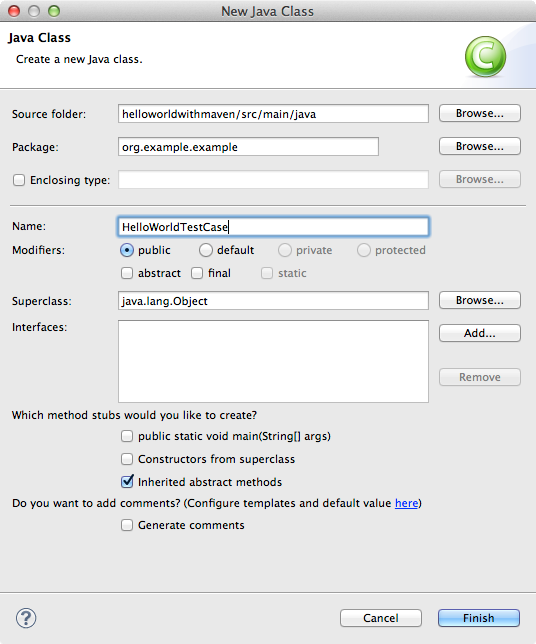 New Java Class
Java Class
Create a new Java class.
C
Source folder: helloworldwithmaven/src/main/java Browse...
Package: org.example.example Browse...
Enclosing type: Browse...
Name: HelloWorldTestCase
Modifiers: public default private protected
abstract final static
Superclass: java.lang.Object Browse...
Interfaces: Add...
Remove
Which method stubs would you like to create?
public static void main(String[] args)
Constructors from superclass
Inherited abstract methods
Do you want to add comments? (Configure templates and default value here)
Generate comments
? Cancel Finish